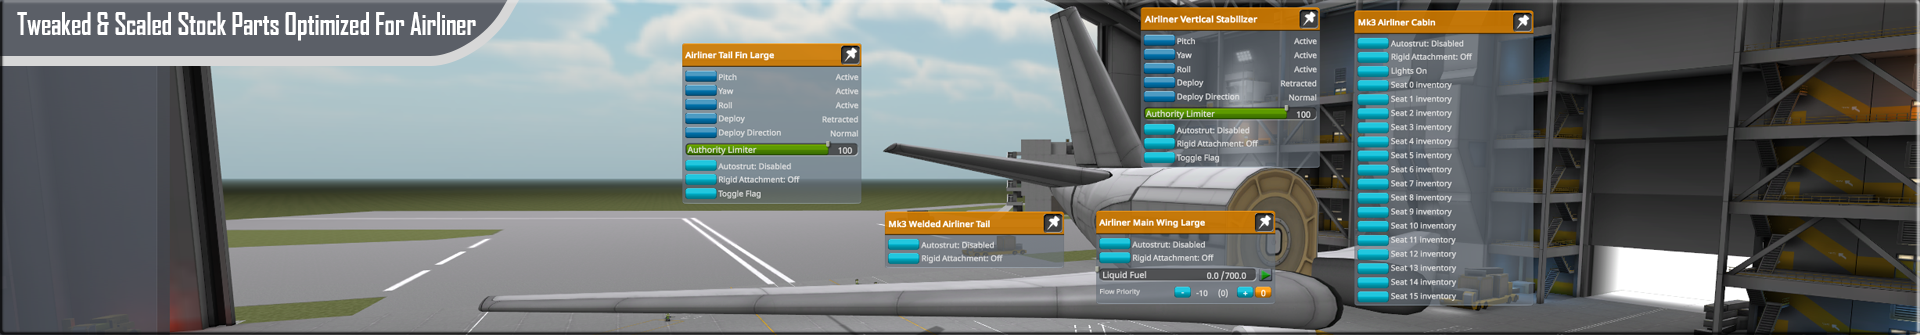 Tweaked & Scaled Stock Parts Optimized For Airliner
Airliner Tail Fin Large
Pitch Active
Yaw Active
Roll Active
Deploy Retracted
Deploy Direction Normal
Authority Limiter 100
Autostrut: Disabled
Rigid Attachment: Off
Toggle Flag
Mk3 Welded Airliner Tail
Autostrut: Disabled
Rigid Attachment: Off
Airliner Main Wing Large
Autostrut: Disabled
Rigid Attachment: Off
Liquid Fuel 0.0 /700.0
Flow Priority - -10 (0) + 0
Airliner Vertical Stabilizer
Pitch Active
Yaw Active
Roll Active
Deploy Retracted
Deploy Direction Normal
Authority Limiter 100
Autostrut: Disabled
Rigid Attachment: Off
Toggle Flag
Mk3 Airliner Cabin
Autostrut: Disabled
Rigid Attachment: Off
Lights On
Seat 0 inventory
Seat 1 inventory
Seat 2 inventory
Seat 3 inventory
Seat 4 inventory
Seat 5 inventory
Seat 6 inventory
Seat 7 inventory
Seat 8 inventory
Seat 9 inventory
Seat 10 inventory
Seat 11 inventory
Seat 12 inventory
Seat 13 inventory
Seat 14 inventory
Seat 15 inventory